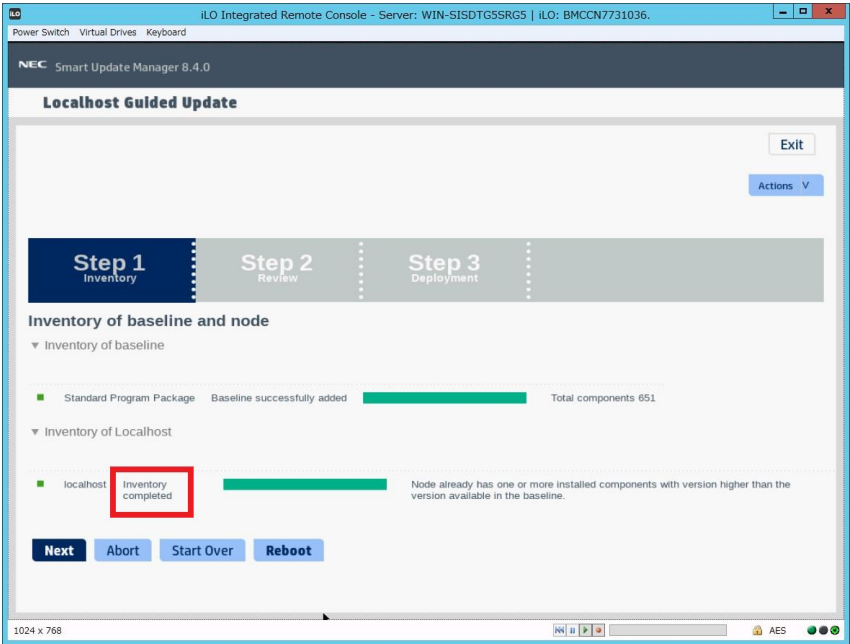 iLO
iLO Integrated Remote Console - Server: WIN-SISDTG5SRG5 | iLO: BMCCN7731036.
Power Switch Virtual Drives Keyboard
NEC Smart Update Manager 8.4.0
Localhost Guided Update
Exit
Actions V
Step 1
Inventory
Step 2
Review
Step 3
Deployment
Inventory of baseline and node
▼ Inventory of baseline
Standard Program Package Baseline successfully added Total components 651
▼ Inventory of Localhost
localhost Inventory completed Node already has one or more installed components with version higher than the
version available in the baseline.
Next Abort Start Over Reboot
1024 x 768 AES